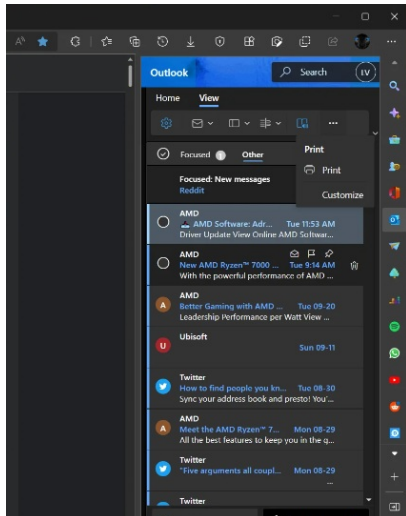 Outlook
Search
IV
Home View
Print
Print
Customize
Focused 1 Other
Focused: New messages
Reddit
AMD
AMD Software: Adr... Tue 11:53 AM
Driver Update View Online AMD Softwar...
AMD
New AMD Ryzen™ 7000 ... Tue 9:14 AM
With the powerful performance of AMD ...
A
AMD
Better Gaming with AMD ... Tue 09-20
Leadership Performance per Watt View ...
U
Ubisoft
Sun 09-11
Twitter
How to find people you kn... Tue 08-30
Sync your address book and presto! You'...
A
AMD
Meet the AMD Ryzen™ 7... Mon 08-29
All the best features to keep you in the g...
Twitter
"Five arguments all coupl... Mon 08-29
...
Twitter